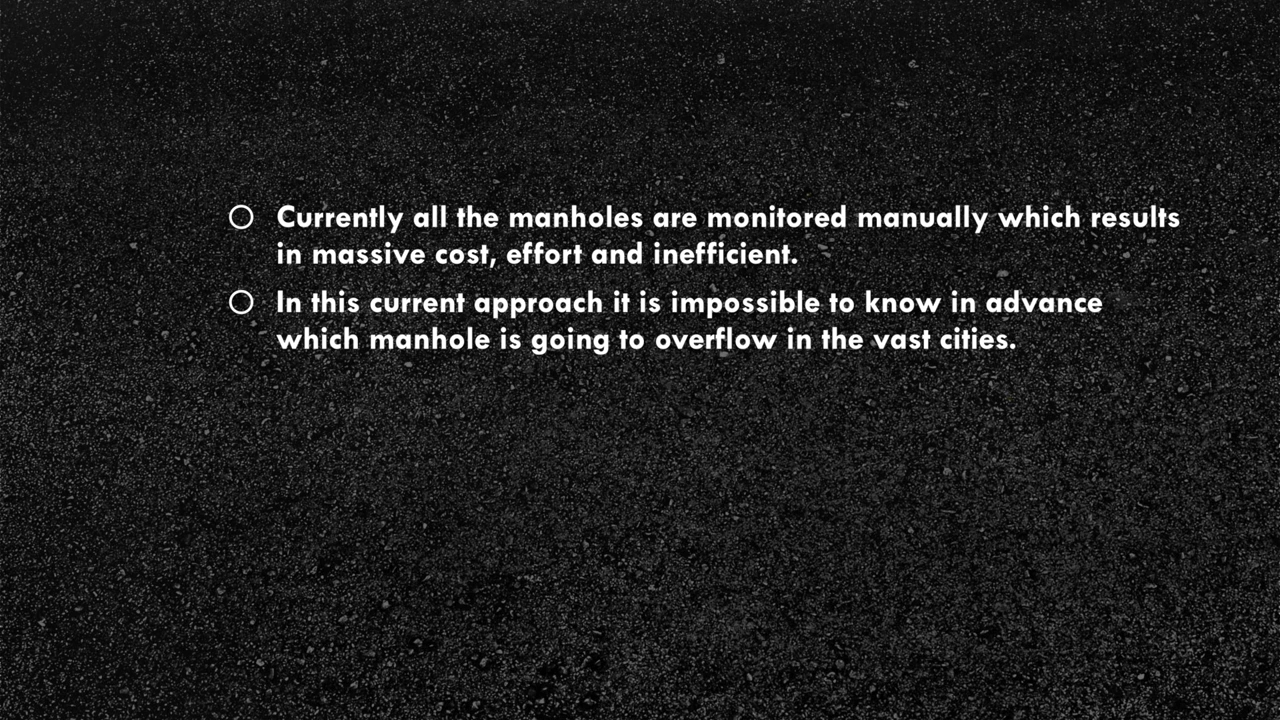 Currently all the manholes are monitored manually which results
in massive cost, effort and inefficient.
In this current approach it is impossible to know in advance
which manhole is going to overflow in the vast cities.